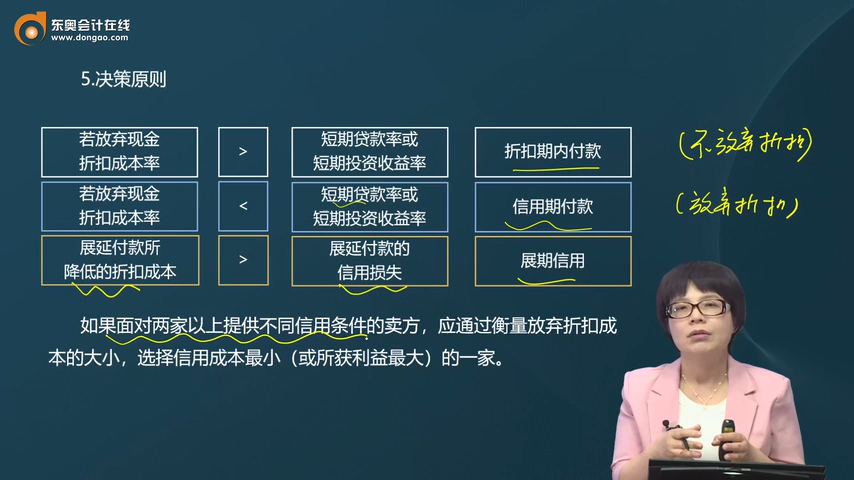 东奥会计在线
www.dongao.com
5.决策原则
若放弃现金
折扣成本率
>
短期贷款率或
短期投资收益率
折扣期内付款
(不放弃折扣)
若放弃现金
折扣成本率
<
短期贷款率或
短期投资收益率
信用期付款
(放弃折扣)
展延付款所
降低的折扣成本
>
展延付款的
信用损失
展期信用
如果面对两家以上提供不同信用条件的卖方，应通过衡量放弃折扣成
本的大小，选择信用成本最小（或所获利益最大）的一家。